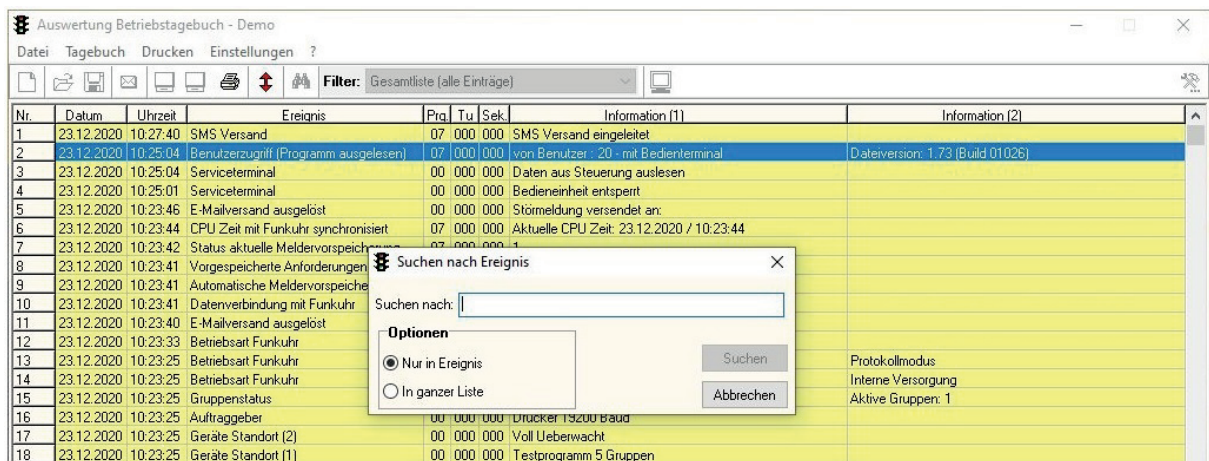 Auswertung Betriebstagebuch - Demo
Datei Tagebuch Drucken Einstellungen ?
Filter: Gesamtliste (alle Einträge)
Nr. Datum Uhrzeit Ereignis Prg. Tu Sek. Information (1) Information (2)
1 23.12.2020 10:27:40 SMS Versand 07 000 000 SMS Versand eingeleitet
2 23.12.2020 10:25:04 Benutzerzugriff (Programm ausgelesen) 07 000 000 von Benutzer : 20 - mit Bedienterminal Dateiversion: 1.73 (Build 01026)
3 23.12.2020 10:25:04 Serviceterminal 00 000 000 Daten aus Steuerung auslesen
4 23.12.2020 10:25:01 Serviceterminal 00 000 000 Bedieneinheit entsperrt
5 23.12.2020 10:23:46 E-Mailversand ausgelöst 00 000 000 Störmeldung versendet an:
6 23.12.2020 10:23:44 CPU Zeit mit Funkuhr synchronisiert 07 000 000 Aktuelle CPU Zeit: 23.12.2020 / 10:23:44
7 23.12.2020 10:23:42 Status aktuelle Meldervorspeicherung 07 000 000 1
8 23.12.2020 10:23:41 Vorgespeicherte Anforderungen
9 23.12.2020 10:23:41 Automatische Meldervorspeiche
10 23.12.2020 10:23:41 Datenverbindung mit Funkuhr
11 23.12.2020 10:23:40 E-Mailversand ausgelöst
12 23.12.2020 10:23:33 Betriebsart Funkuhr
13 23.12.2020 10:23:25 Betriebsart Funkuhr Protokollmodus
14 23.12.2020 10:23:25 Betriebsart Funkuhr Interne Versorgung
15 23.12.2020 10:23:25 Gruppenstatus Aktive Gruppen: 1
16 23.12.2020 10:23:25 Auftraggeber 00 000 000 Drucker 19200 Baud
17 23.12.2020 10:23:25 Geräte Standort (2) 00 000 000 Voll Ueberwacht
18 23.12.2020 10:23:25 Geräte Standort (1) 00 000 000 Testprogramm 5 Gruppen
Suchen nach Ereignis
Suchen nach:
Optionen
Nur in Ereignis
In ganzer Liste
Suchen
Abbrechen